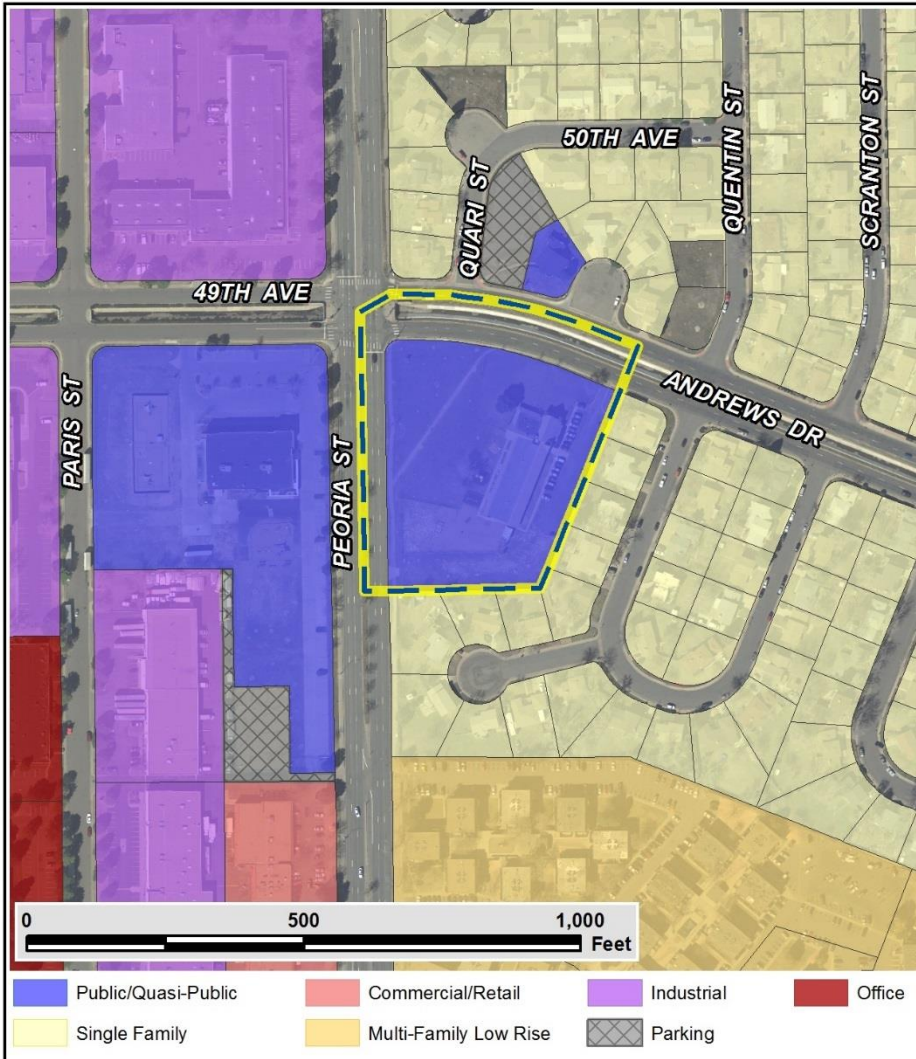 50TH AVE
QUARI ST
QUENTIN ST
SCRANTON ST
49TH AVE
ANDREWS DR
PARIS ST
PEORIA ST
0 500 1,000
Feet
Public/Quasi-Public Commercial/Retail Industrial Office
Single Family Multi-Family Low Rise Parking